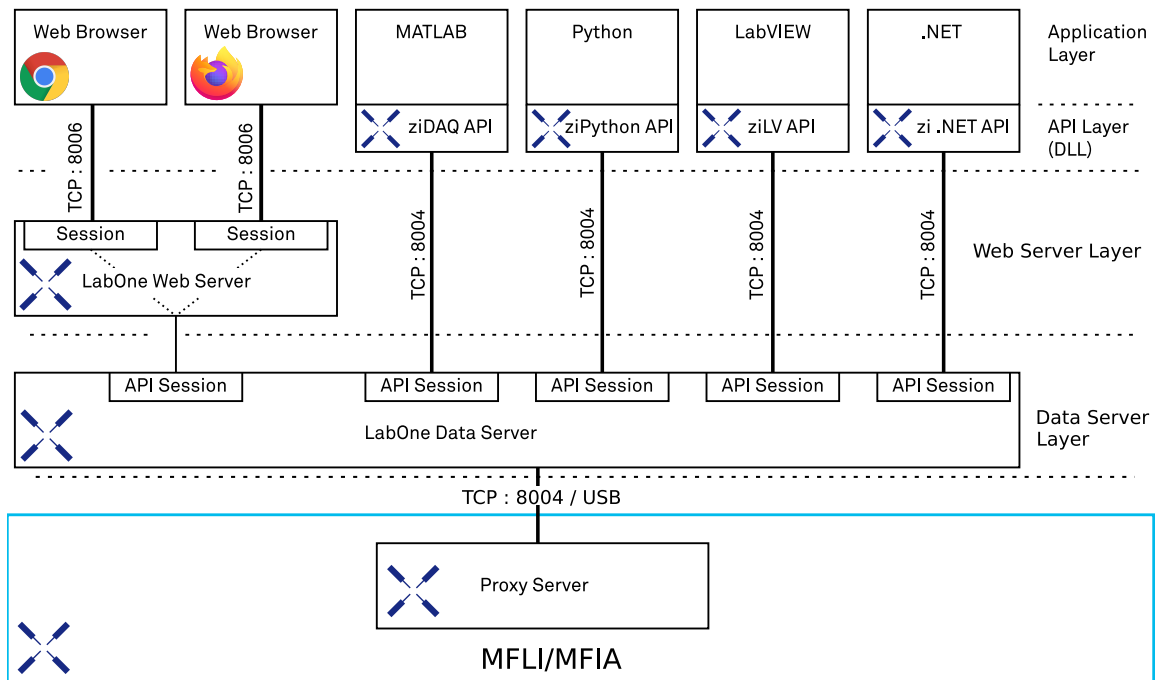 Web Browser
Web Browser
MATLAB
Python
LabVIEW
.NET
Application
Layer
ziDAQ API
ziPython API
ziLV API
zi .NET API
API Layer
(DLL)
TCP : 8006
TCP : 8006
TCP : 8004
TCP : 8004
TCP : 8004
TCP : 8004
Session
Session
LabOne Web Server
Web Server Layer
API Session
API Session
API Session
API Session
API Session
LabOne Data Server
Data Server
Layer
TCP : 8004 / USB
Proxy Server
MFLI/MFIA